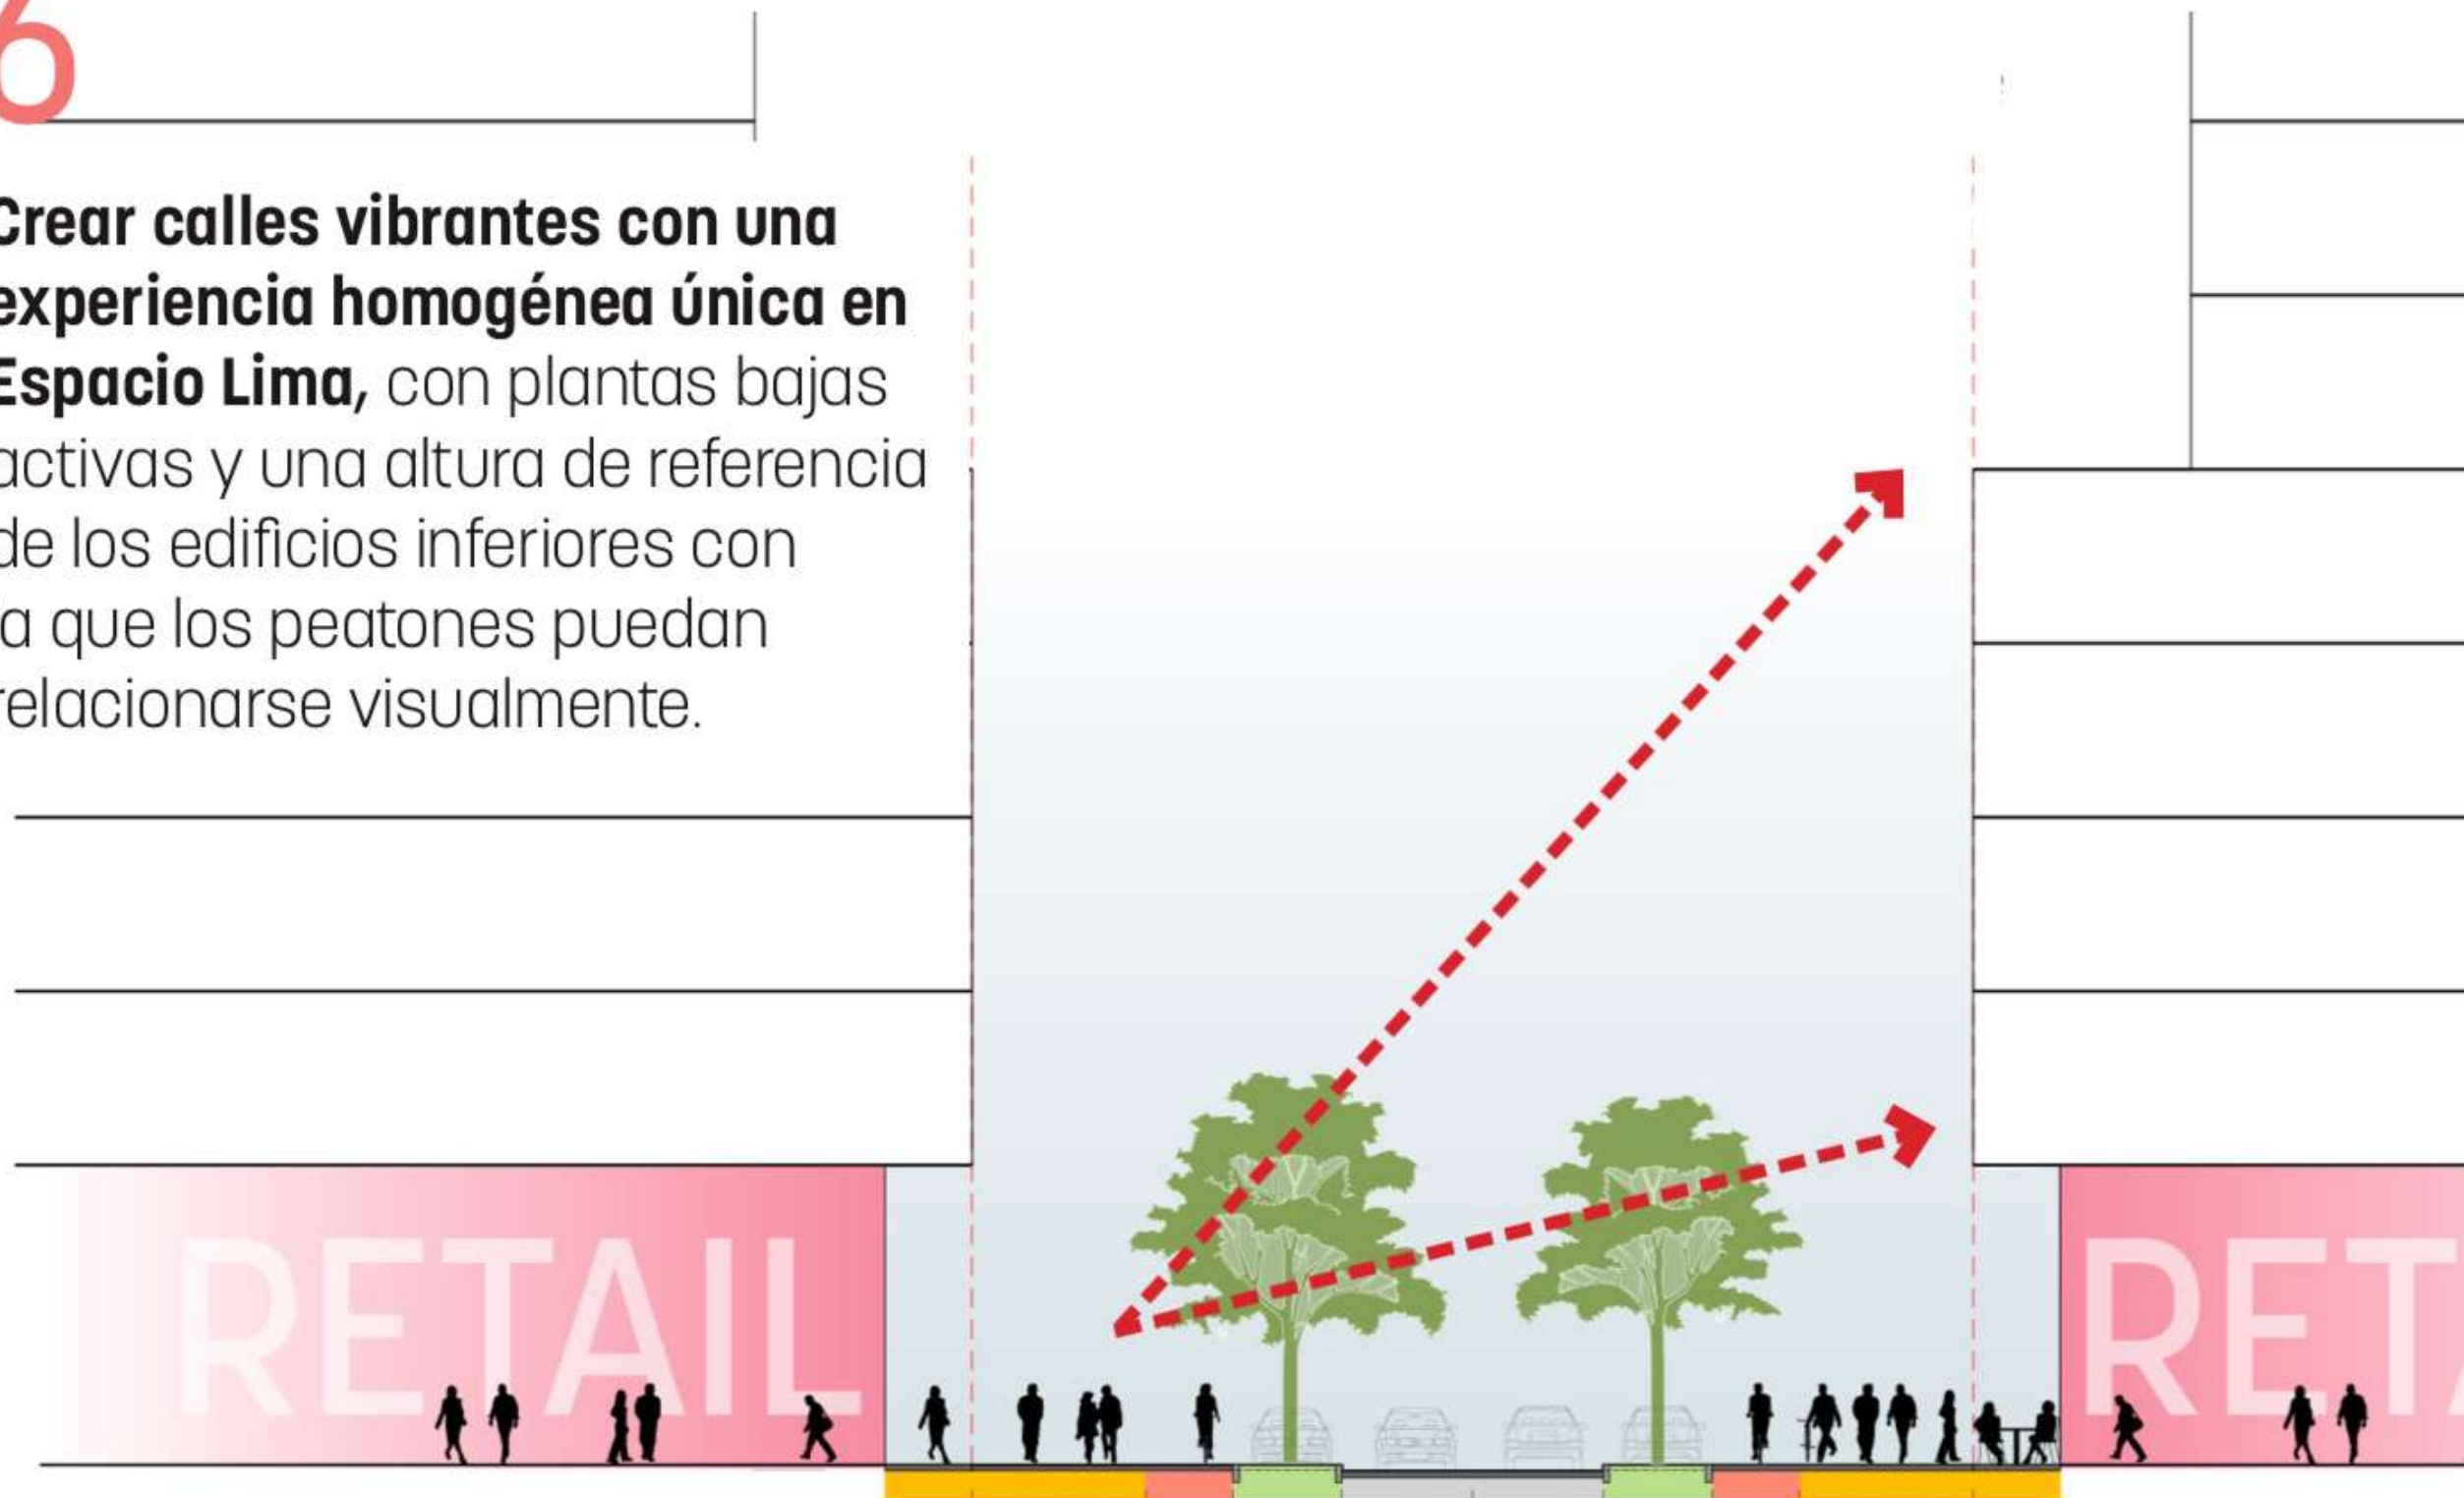 6
Crear calles vibrantes con una
experiencia homogénea única en
Espacio Lima, con plantas bajas
activas y una altura de referencia
de los edificios inferiores con
la que los peatones puedan
relacionarse visualmente.
RETAIL
RETA